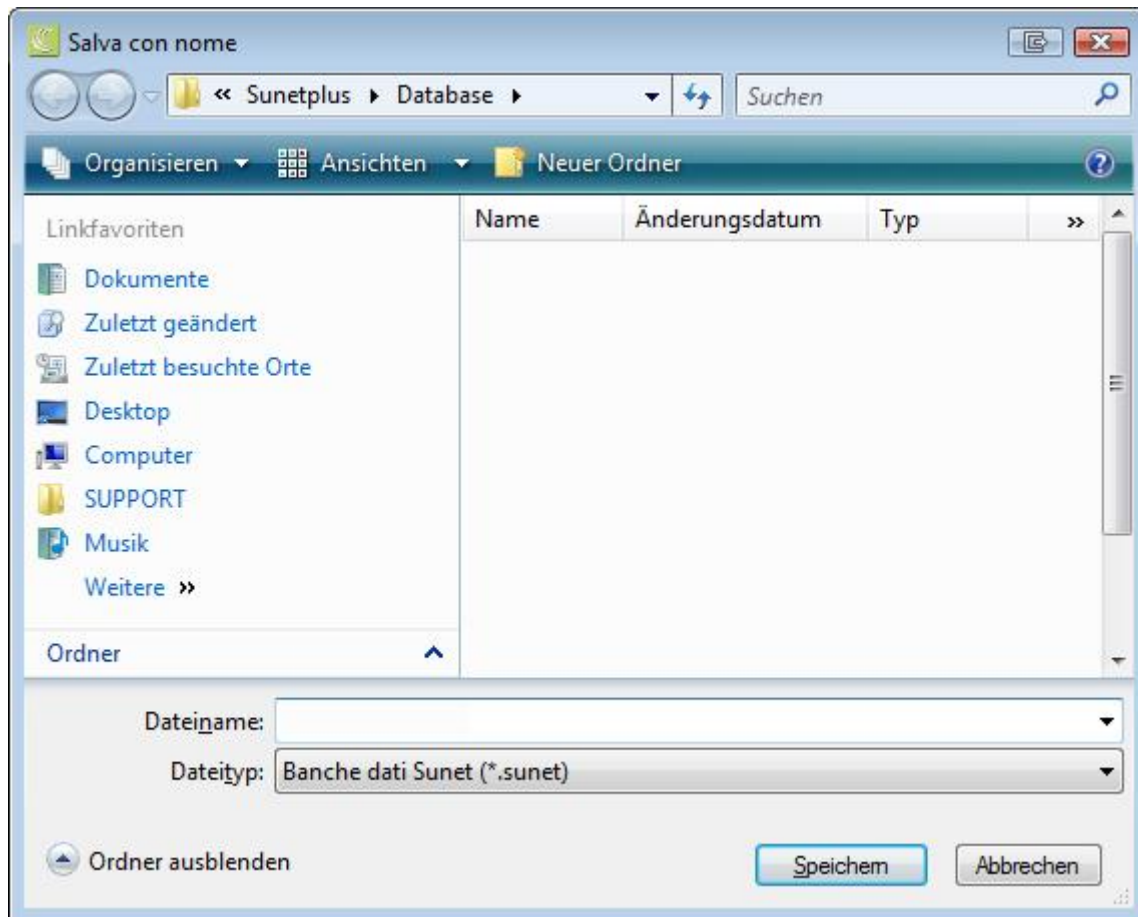 Salva con nome
« Sunetplus Database
Suchen
Organisieren Ansichten Neuer Ordner ?
Linkfavoriten
Name Änderungsdatum Typ »
Dokumente
Zuletzt geändert
Zuletzt besuchte Orte
Desktop
Computer
SUPPORT
Musik
Weitere »
Ordner
Dateiname:
Dateityp: Banche dati Sunet (*.sunet)
Ordner ausblenden
Speichern Abbrechen